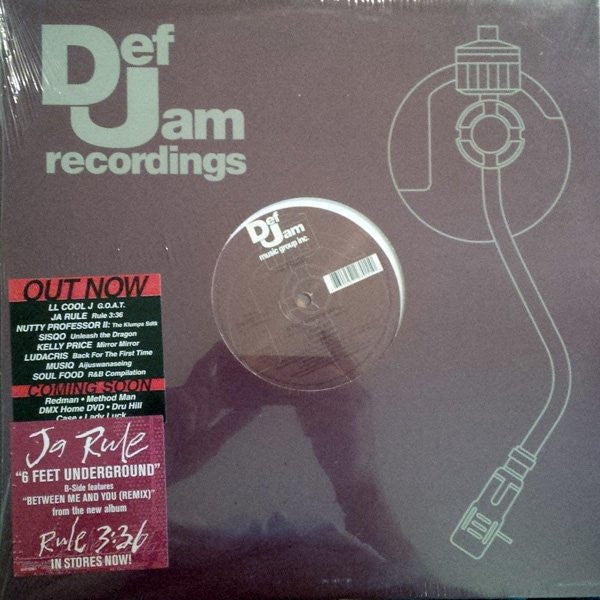 Def
Jam
recordings
Def
Jam
music group inc.
OUT NOW
LL COOL J G.O.A.T.
JA RULE Rule 3:36
NUTTY PROFESSOR II: The Klumps Sdtk
SISQO Unleash the Dragon
KELLY PRICE Mirror Mirror
LUDACRIS Back For The First Time
MUSIQ Aijuswanaseing
SOUL FOOD R&B Compilation
COMING SOON
Redman • Method Man
DMX Home DVD • Dru Hill
Case • Lady Luck
Ja Rule
"6 FEET UNDERGROUND"
B-Side features
"BETWEEN ME AND YOU (REMIX)"
from the new album
Rule 3:36
IN STORES NOW!